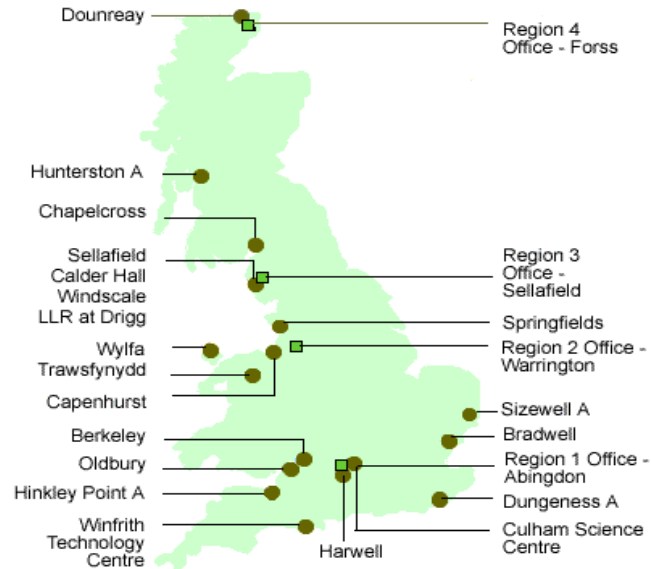 Dounreay
Region 4
Office - Forss
Hunterston A
Chapelcross
Sellafield
Calder Hall
Windscale
LLR at Drigg
Region 3
Office -
Sellafield
Springfields
Wylfa
Region 2 Office -
Warrington
Trawsfynydd
Capenhurst
Sizewell A
Berkeley
Bradwell
Oldbury
Region 1 Office -
Abingdon
Hinkley Point A
Dungeness A
Winfrith
Technology
Centre
Harwell
Culham Science
Centre